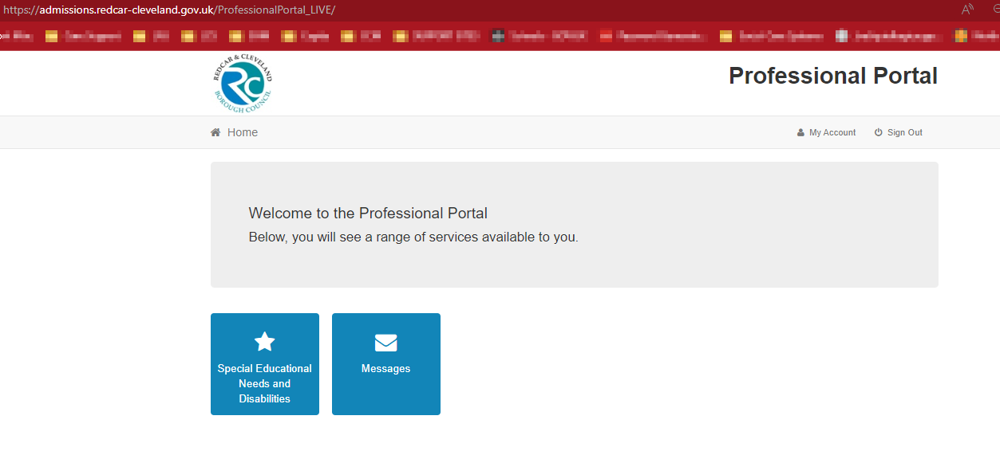 https://admissions.redcar-cleveland.gov.uk/ProfessionalPortal_LIVE/
REDCAR & CLEVELAND
RC
BOROUGH COUNCIL
Professional Portal
Home
My Account
Sign Out
Welcome to the Professional Portal
Below, you will see a range of services available to you.
Special Educational
Needs and
Disabilities
Messages